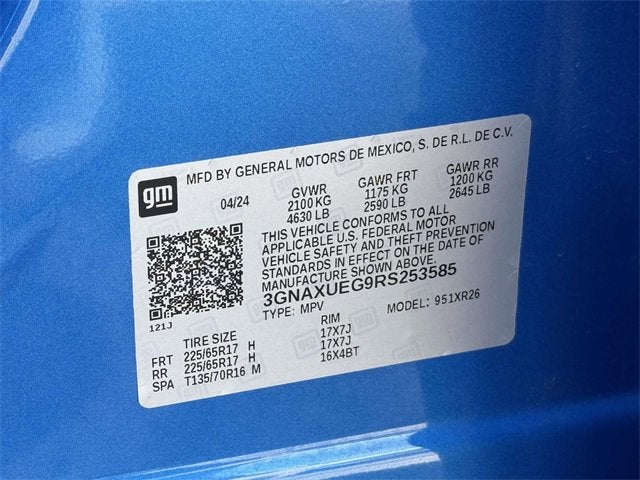 gm
MFD BY GENERAL MOTORS DE MEXICO, S. DE R.L. DE C.V.
04/24 GVWR GAWR FRT GAWR RR
2100 KG 1175 KG 1200 KG
4630 LB 2590 LB 2645 LB
THIS VEHICLE CONFORMS TO ALL
APPLICABLE U.S. FEDERAL MOTOR
VEHICLE SAFETY AND THEFT PREVENTION
STANDARDS IN EFFECT ON THE DATE OF
MANUFACTURE SHOWN ABOVE.
3GNAXUEG9RS253585
TYPE: MPV MODEL: 951XR26
121J
TIRE SIZE RIM
FRT 225/65R17 H 17X7J
RR 225/65R17 H 17X7J
SPA T135/70R16 M 16X4BT